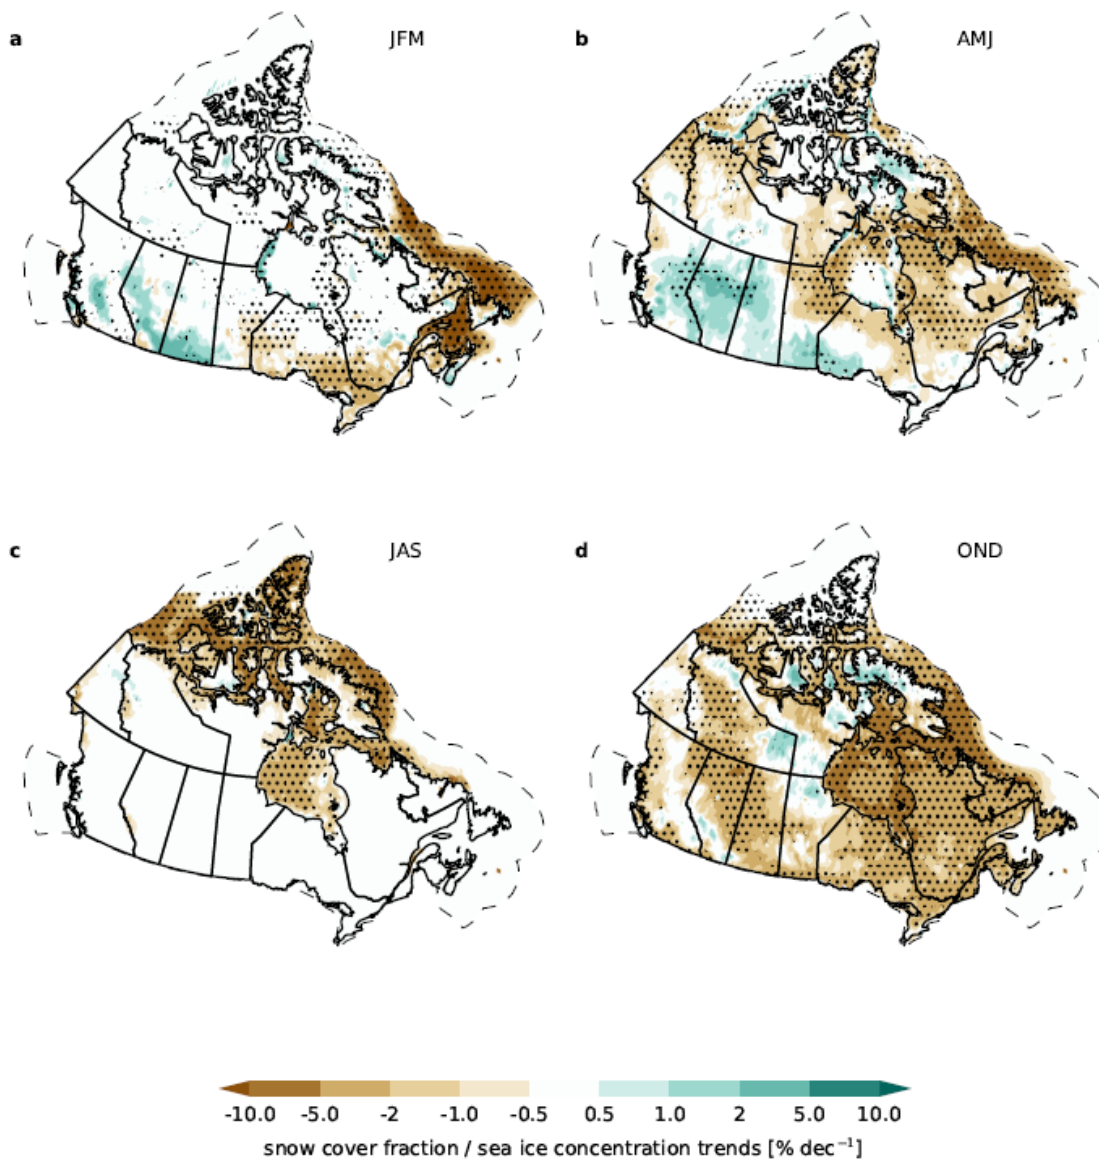 a JFM b AMJ
c JAS d OND
-10.0 -5.0 -2 -1.0 -0.5 0.5 1.0 2 5.0 10.0
snow cover fraction / sea ice concentration trends [% dec⁻¹]